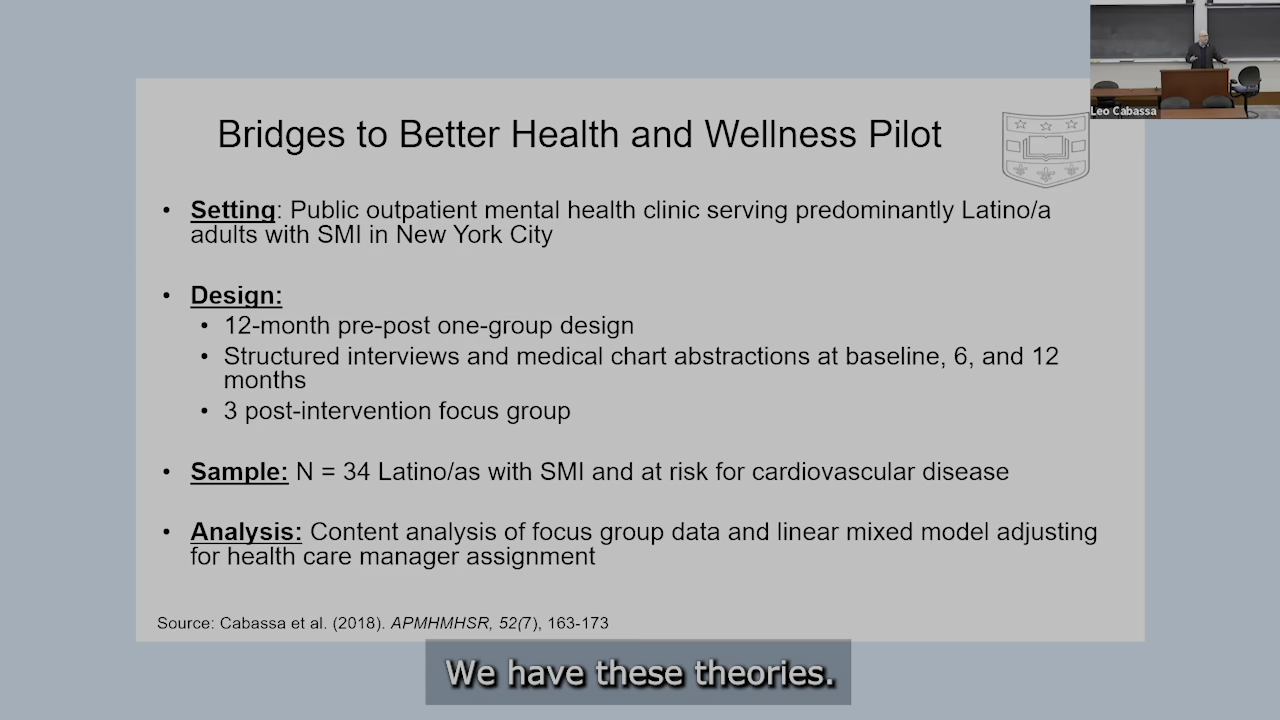 Leo Cabassa
Bridges to Better Health and Wellness Pilot
• Setting: Public outpatient mental health clinic serving predominantly Latino/a
adults with SMI in New York City
• Design:
• 12-month pre-post one-group design
• Structured interviews and medical chart abstractions at baseline, 6, and 12
months
• 3 post-intervention focus group
• Sample: N = 34 Latino/as with SMI and at risk for cardiovascular disease
• Analysis: Content analysis of focus group data and linear mixed model adjusting
for health care manager assignment
Source: Cabassa et al. (2018). APMHMHSR, 52(7), 163-173
We have these theories.